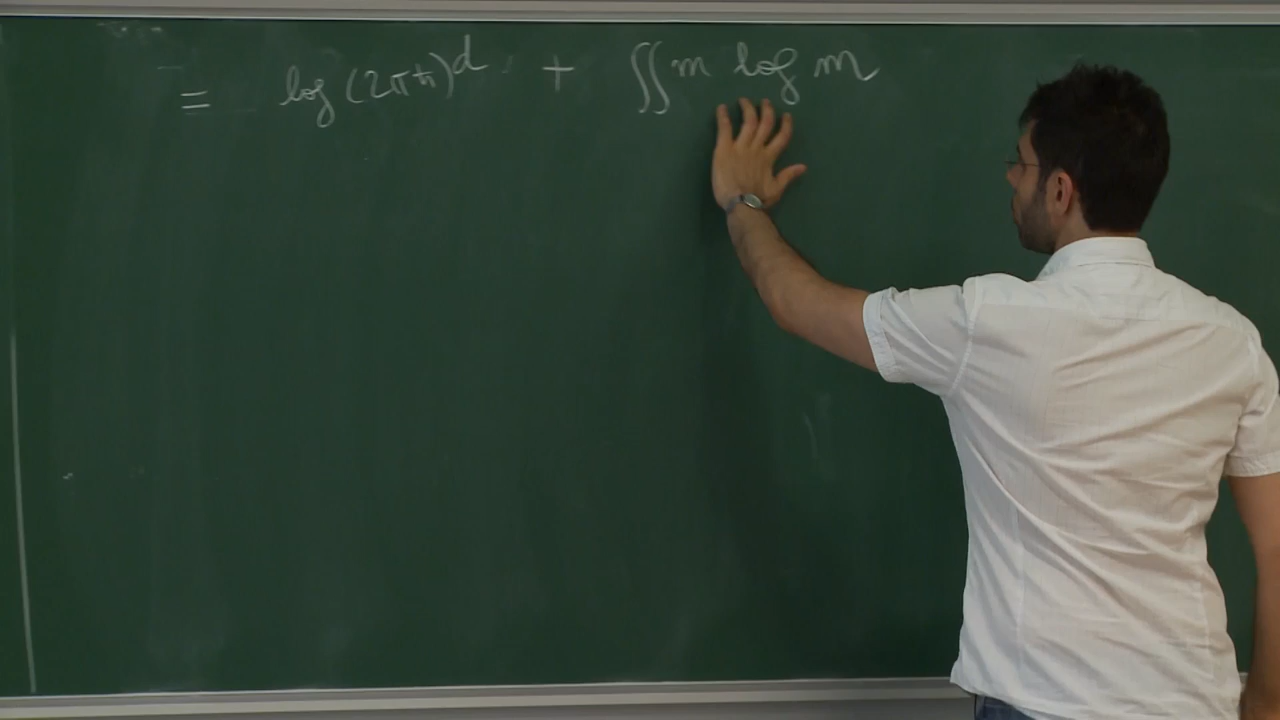 = log (2πħ)^d + ∬ m log m